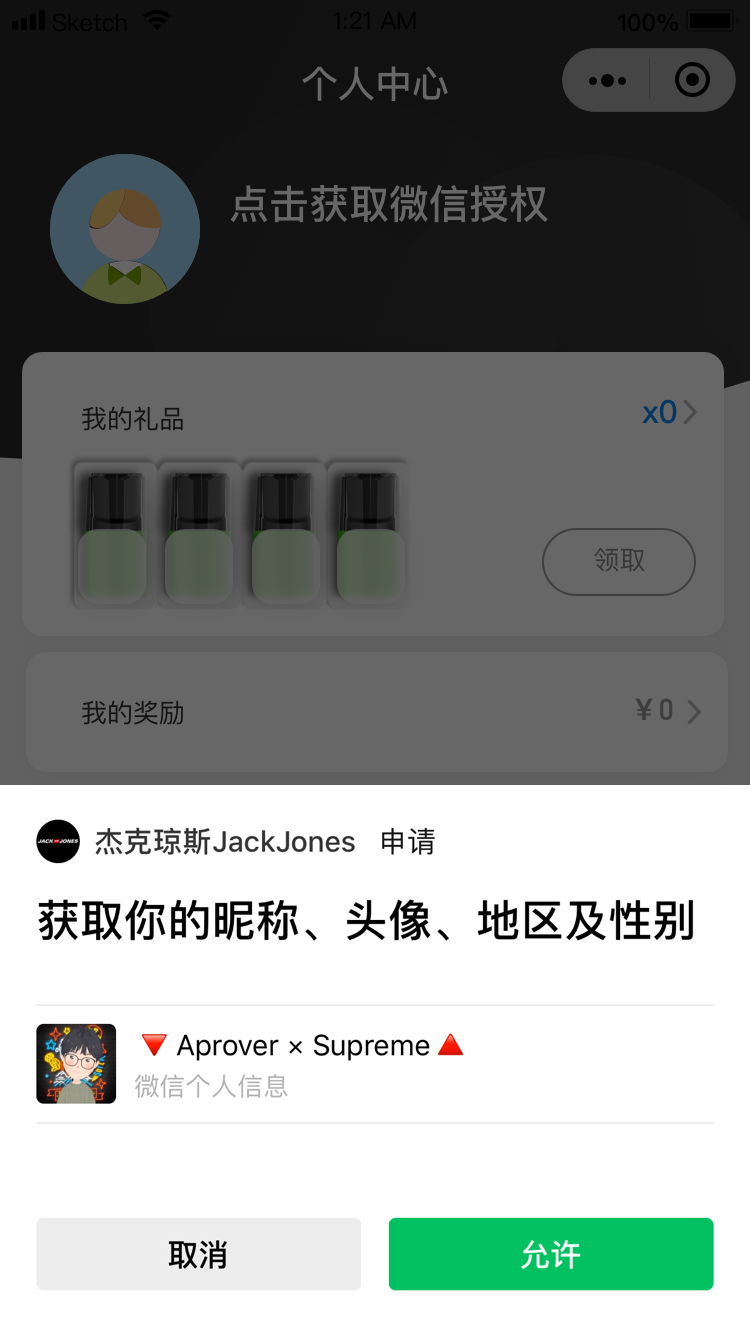 Sketch 1:21 AM 100%
个人中心
点击获取微信授权
我的礼品 x0
领取
我的奖励 ¥0
JACK JONES 杰克琼斯JackJones 申请
获取你的昵称、头像、地区及性别
🔻 Aprover × Supreme 🔺
微信个人信息
取消 允许